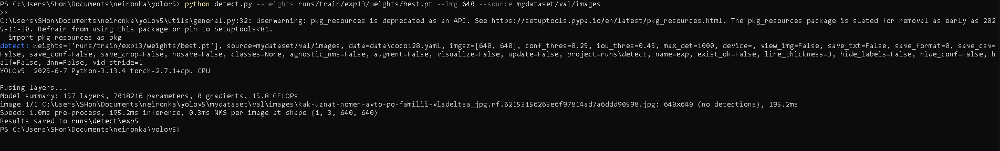 PS C:\Users\SHon\Documents\neironka\yolov5> python detect.py --weights runs/train/exp13/weights/best.pt --img 640 --source mydataset/val/images
>>
C:\Users\SHon\Documents\neironka\yolov5\utils\general.py:32: UserWarning: pkg_resources is deprecated as an API. See https://setuptools.pypa.io/en/latest/pkg_resources.html. The pkg_resources package is slated for removal as early as 202
5-11-30. Refrain from using this package or pin to Setuptools<81.
  import pkg_resources as pkg
detect: weights=['runs/train/exp13/weights/best.pt'], source=mydataset/val/images, data=data\coco128.yaml, imgsz=[640, 640], conf_thres=0.25, iou_thres=0.45, max_det=1000, device=, view_img=False, save_txt=False, save_format=0, save_csv=
False, save_conf=False, save_crop=False, nosave=False, classes=None, agnostic_nms=False, augment=False, visualize=False, update=False, project=runs\detect, name=exp, exist_ok=False, line_thickness=3, hide_labels=False, hide_conf=False, h
alf=False, dnn=False, vid_stride=1
YOLOv5  2025-6-7 Python-3.13.4 torch-2.7.1+cpu CPU
Fusing layers...
Model summary: 157 layers, 7018216 parameters, 0 gradients, 15.8 GFLOPs
image 1/1 C:\Users\SHon\Documents\neironka\yolov5\mydataset\val\images\kak-uznat-nomer-avto-po-familii-vladeltsa_jpg.rf.62153156265e6f97814ad7a6ddd90598.jpg: 640x640 (no detections), 195.2ms
Speed: 1.0ms pre-process, 195.2ms inference, 0.3ms NMS per image at shape (1, 3, 640, 640)
Results saved to runs\detect\exp5
PS C:\Users\SHon\Documents\neironka\yolov5>